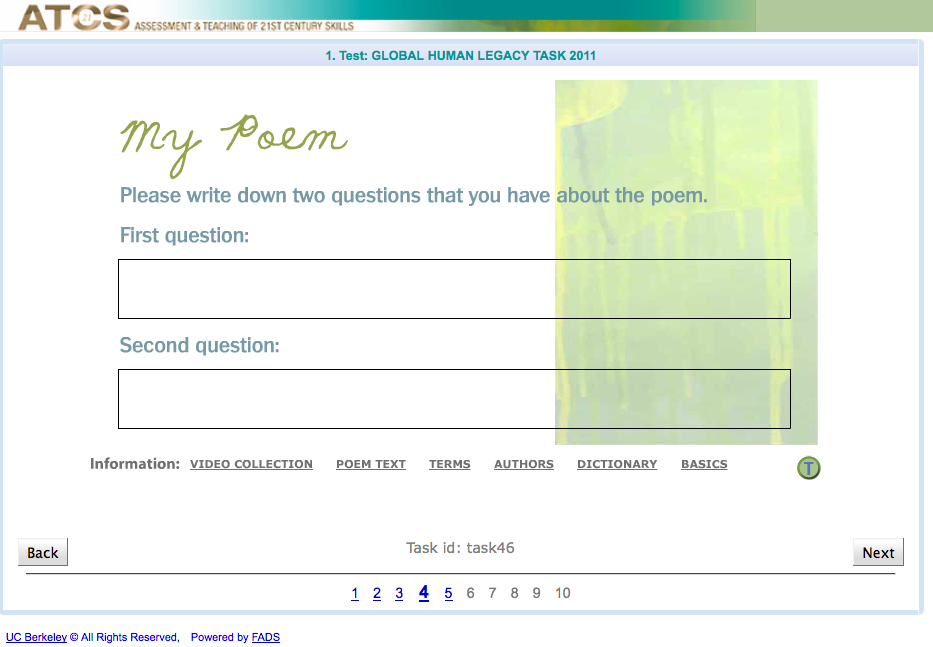 ATCS ASSESSMENT & TEACHING OF 21ST CENTURY SKILLS
21
1. Test: GLOBAL HUMAN LEGACY TASK 2011
My Poem
Please write down two questions that you have about the poem.
First question:
Second question:
Information: VIDEO COLLECTION POEM TEXT TERMS AUTHORS DICTIONARY BASICS T
Back Task id: task46 Next
1 2 3 4 5 6 7 8 9 10
UC Berkeley © All Rights Reserved, Powered by FADS